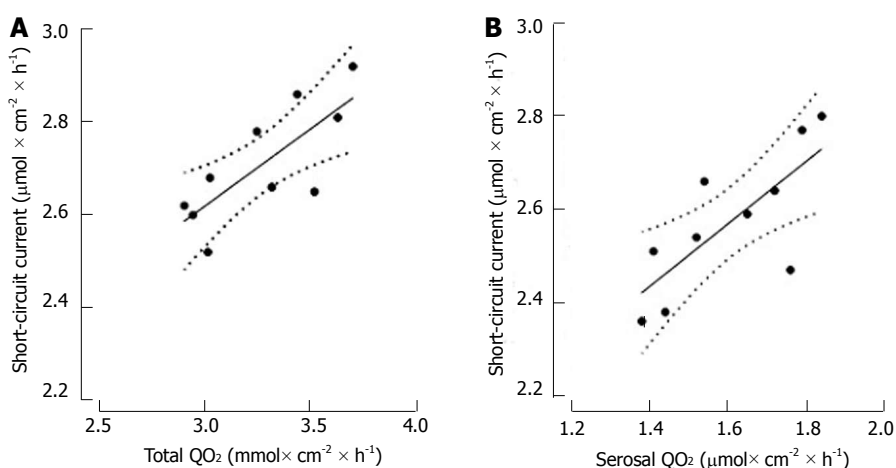 A
Short-circuit current (μmol × cm⁻² × h⁻¹)
3.0
2.8
2.6
2.4
2.2
2.5 3.0 3.5 4.0
Total QO₂ (mmol× cm⁻² × h⁻¹)
B
Short-circuit current (μmol × cm⁻² × h⁻¹)
3.0
2.8
2.6
2.4
2.2
1.2 1.4 1.6 1.8 2.0
Serosal QO₂ (μmol× cm⁻² × h⁻¹)